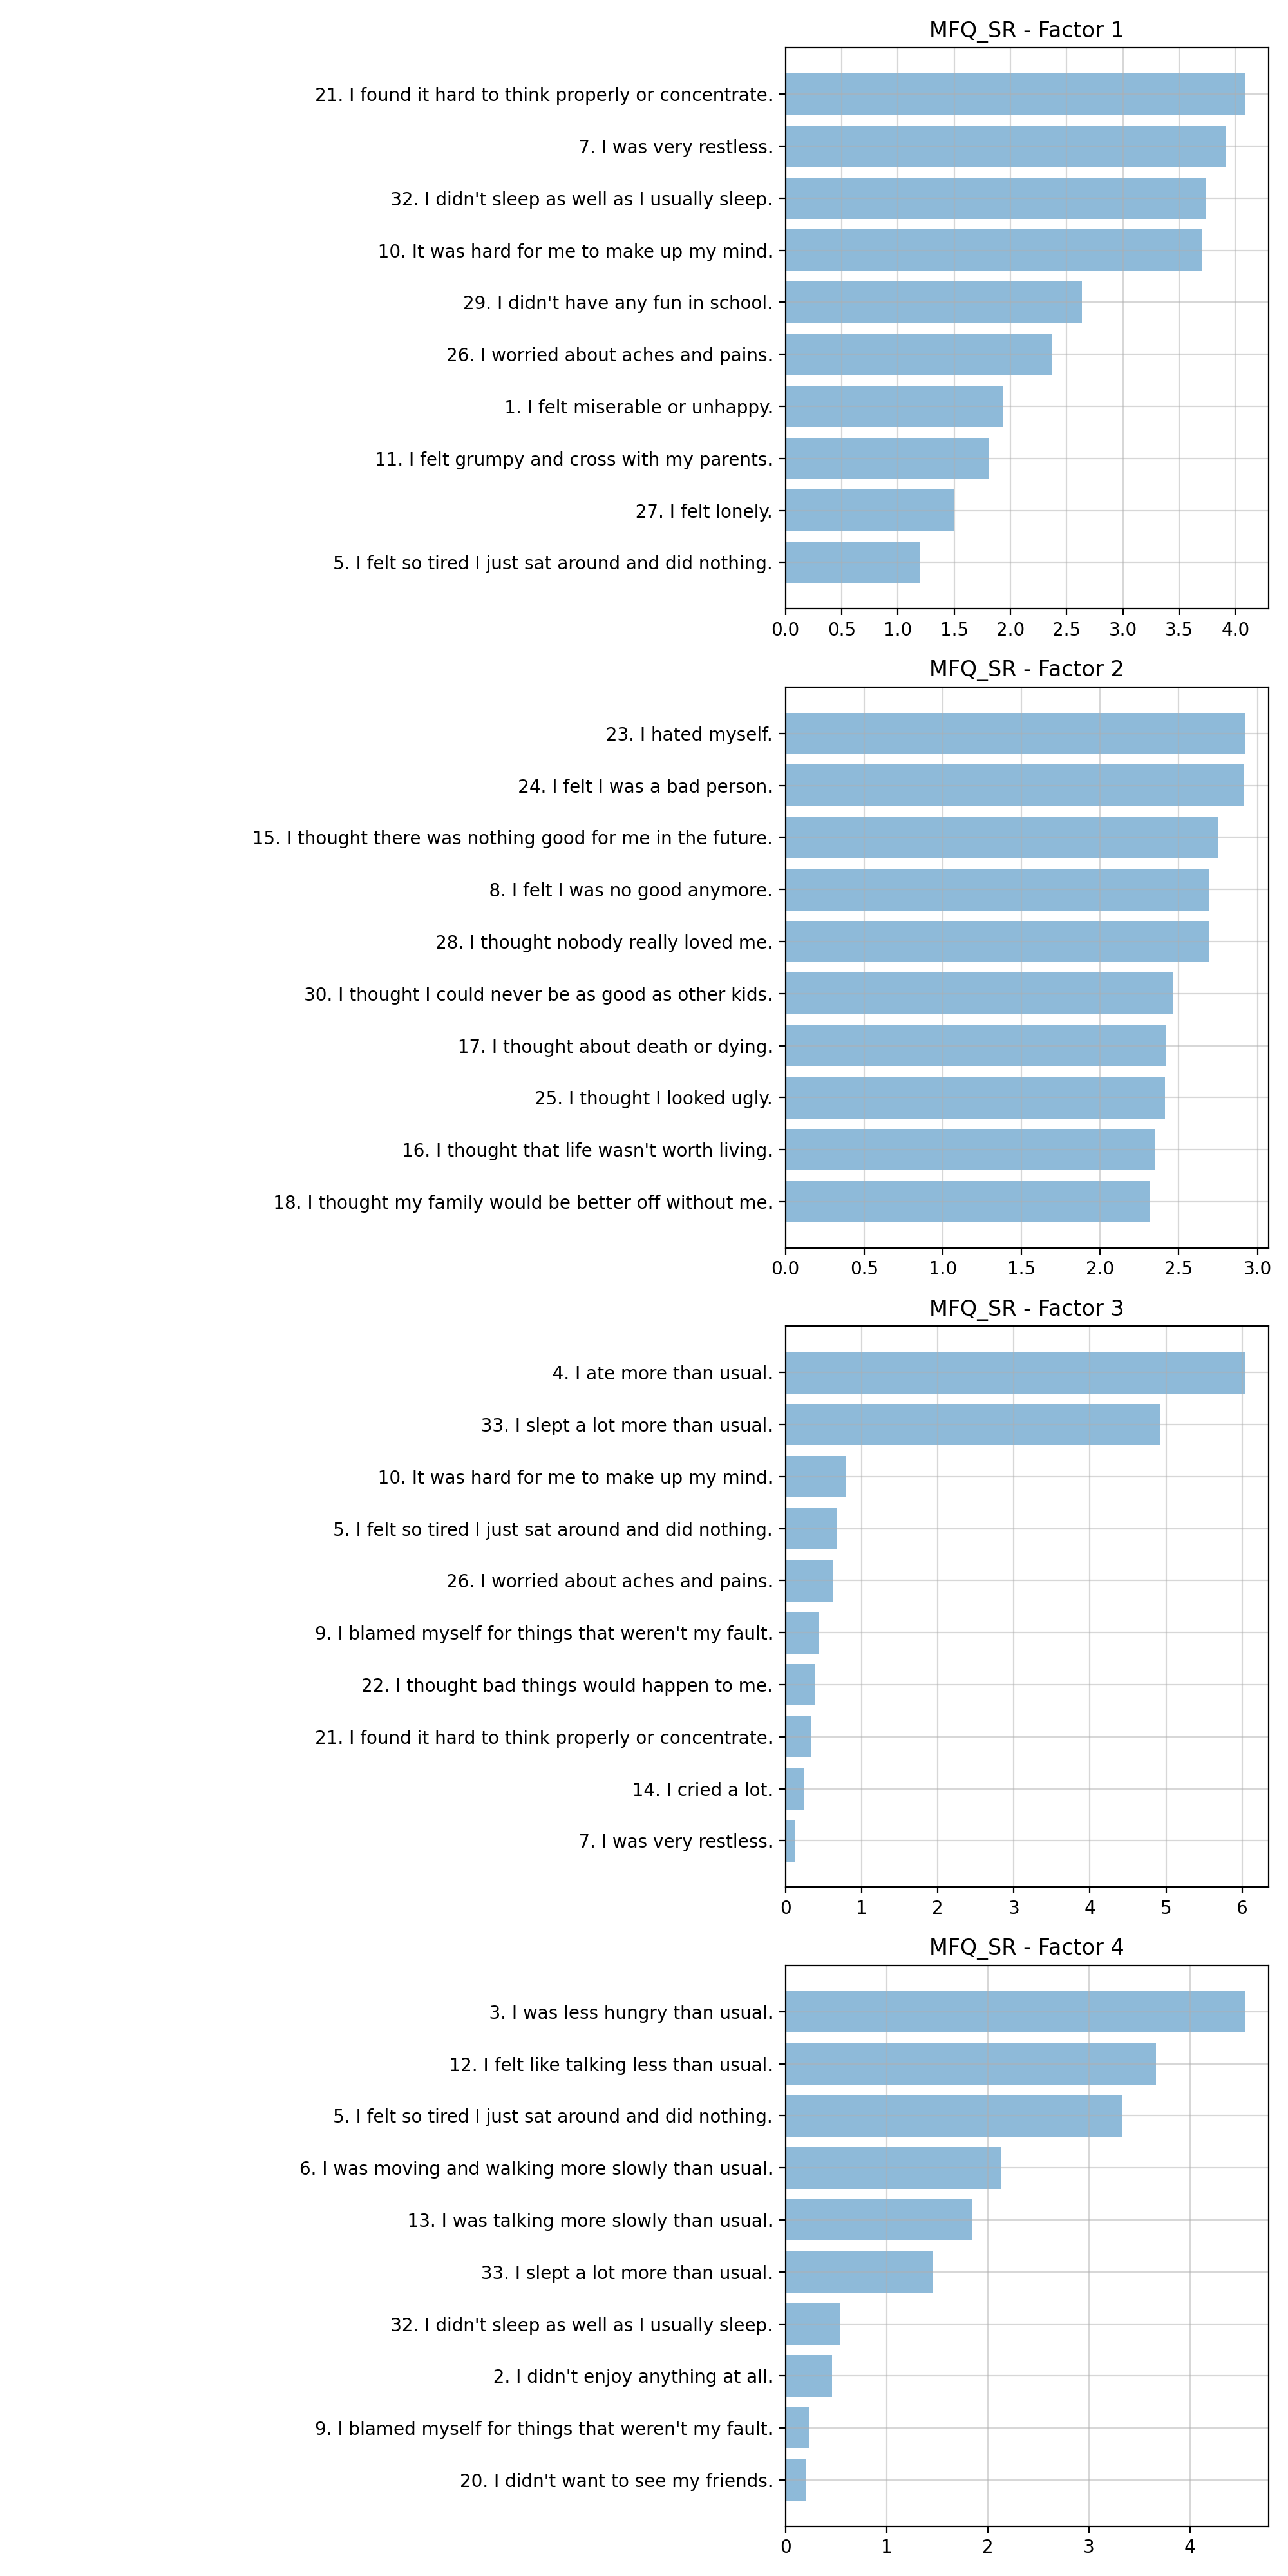 MFQ_SR - Factor 1
21. I found it hard to think properly or concentrate.
7. I was very restless.
32. I didn't sleep as well as I usually sleep.
10. It was hard for me to make up my mind.
29. I didn't have any fun in school.
26. I worried about aches and pains.
1. I felt miserable or unhappy.
11. I felt grumpy and cross with my parents.
27. I felt lonely.
5. I felt so tired I just sat around and did nothing.
0.0 0.5 1.0 1.5 2.0 2.5 3.0 3.5 4.0
MFQ_SR - Factor 2
23. I hated myself.
24. I felt I was a bad person.
15. I thought there was nothing good for me in the future.
8. I felt I was no good anymore.
28. I thought nobody really loved me.
30. I thought I could never be as good as other kids.
17. I thought about death or dying.
25. I thought I looked ugly.
16. I thought that life wasn't worth living.
18. I thought my family would be better off without me.
0.0 0.5 1.0 1.5 2.0 2.5 3.0
MFQ_SR - Factor 3
4. I ate more than usual.
33. I slept a lot more than usual.
10. It was hard for me to make up my mind.
5. I felt so tired I just sat around and did nothing.
26. I worried about aches and pains.
9. I blamed myself for things that weren't my fault.
22. I thought bad things would happen to me.
21. I found it hard to think properly or concentrate.
14. I cried a lot.
7. I was very restless.
0 1 2 3 4 5 6
MFQ_SR - Factor 4
3. I was less hungry than usual.
12. I felt like talking less than usual.
5. I felt so tired I just sat around and did nothing.
6. I was moving and walking more slowly than usual.
13. I was talking more slowly than usual.
33. I slept a lot more than usual.
32. I didn't sleep as well as I usually sleep.
2. I didn't enjoy anything at all.
9. I blamed myself for things that weren't my fault.
20. I didn't want to see my friends.
0 1 2 3 4